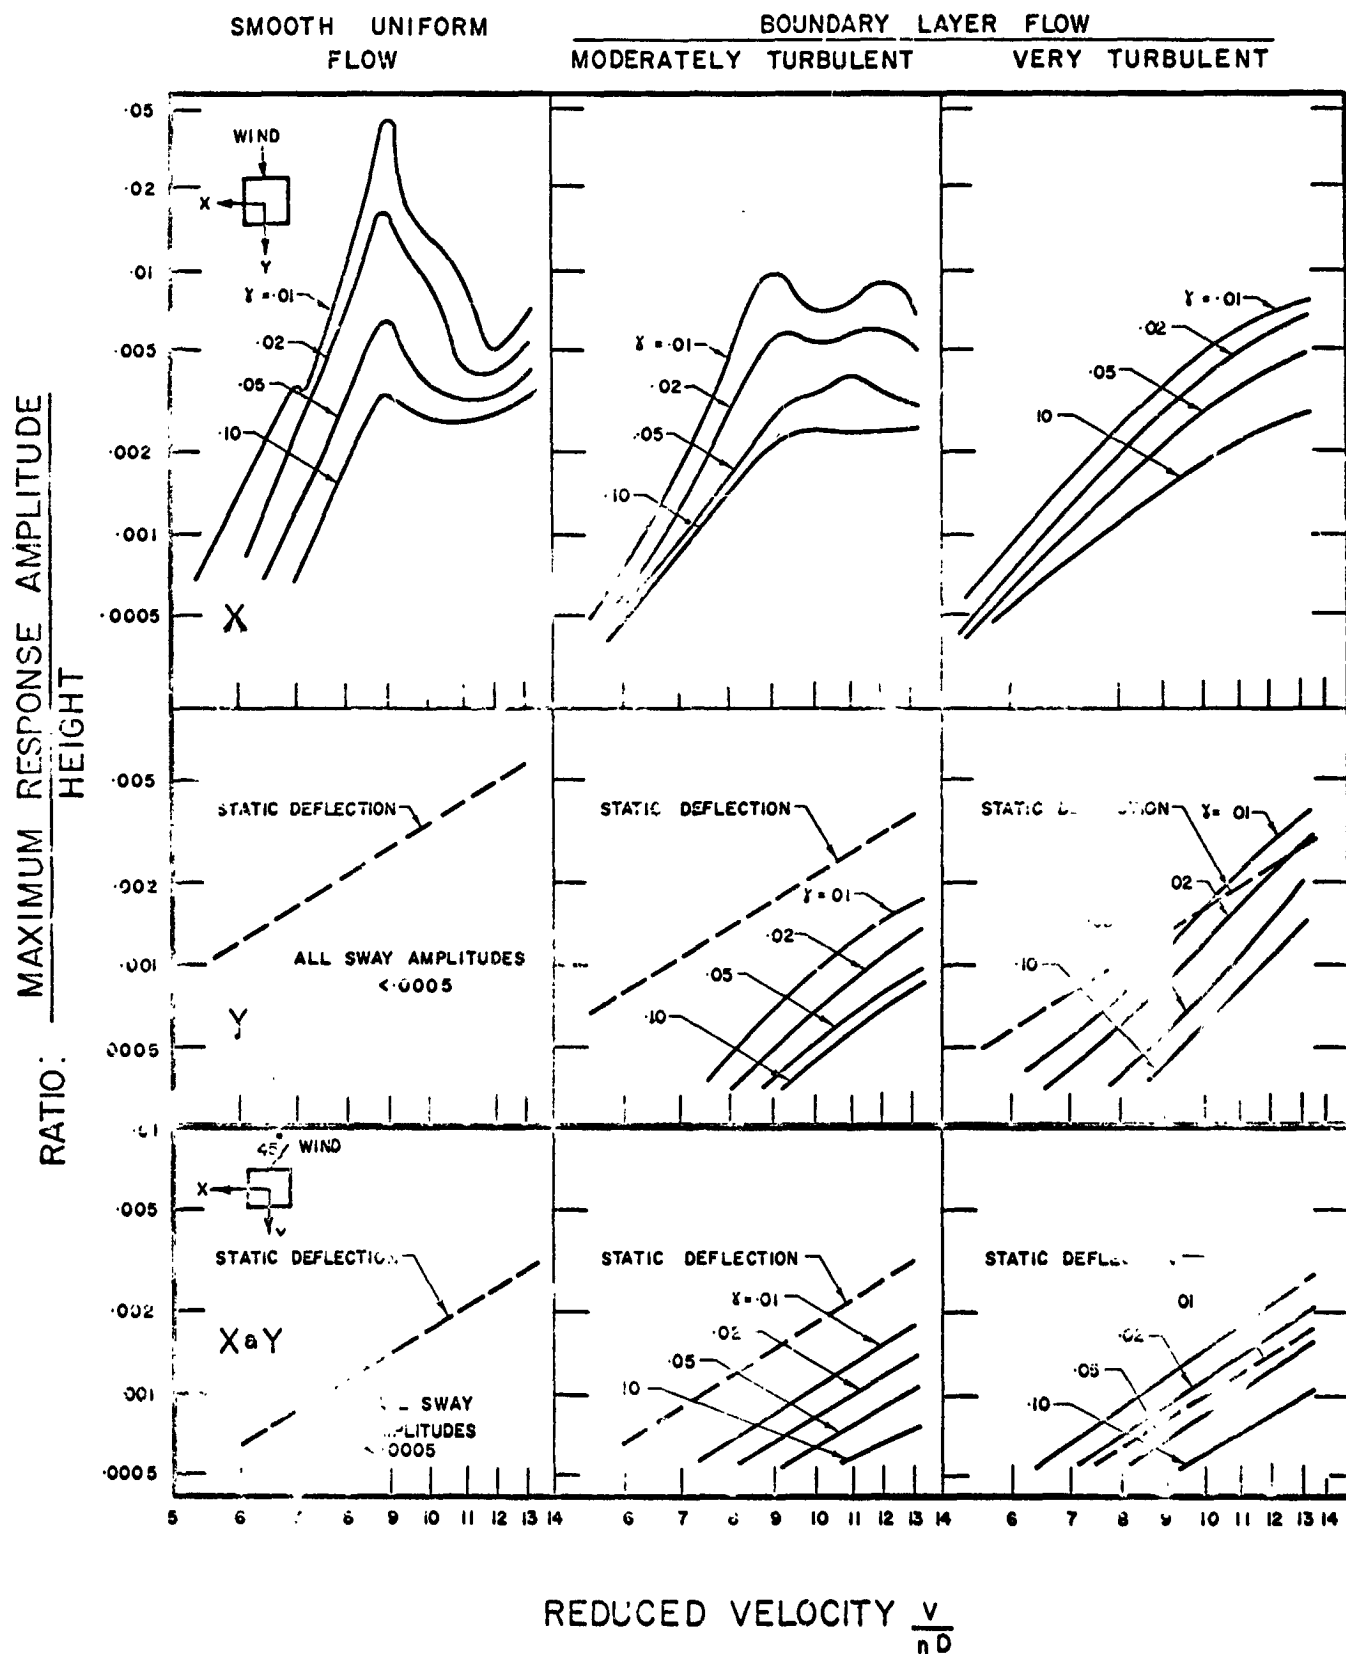 SMOOTH UNIFORM FLOW
BOUNDARY LAYER FLOW
MODERATELY TURBULENT
VERY TURBULENT
RATIO: MAXIMUM RESPONSE AMPLITUDE
HEIGHT
.05
.02
.01
.005
.002
.001
.0005
WIND
X
Y
γ = .01
.02
.05
.10
X
γ = .01
.02
.05
.10
γ = .01
.02
.05
.10
.005
.002
.001
.0005
STATIC DEFLECTION
ALL SWAY AMPLITUDES
<.0005
Y
STATIC DEFLECTION
γ = .01
.02
.05
.10
STATIC
γ = .01
.02
.10
.005
.002
.001
.0005
45° WIND
X
STATIC
X & Y
SWAY
.0005
STATIC DEFLECTION
γ = .01
.02
.05
.10
STATIC
.01
.02
.05
.10
5 6 8 9 10 11 12 13 14
6 7 8 9 10 11 12 13 14
6 7 8 9 10 11 12 13 14
REDUCED VELOCITY V
nD